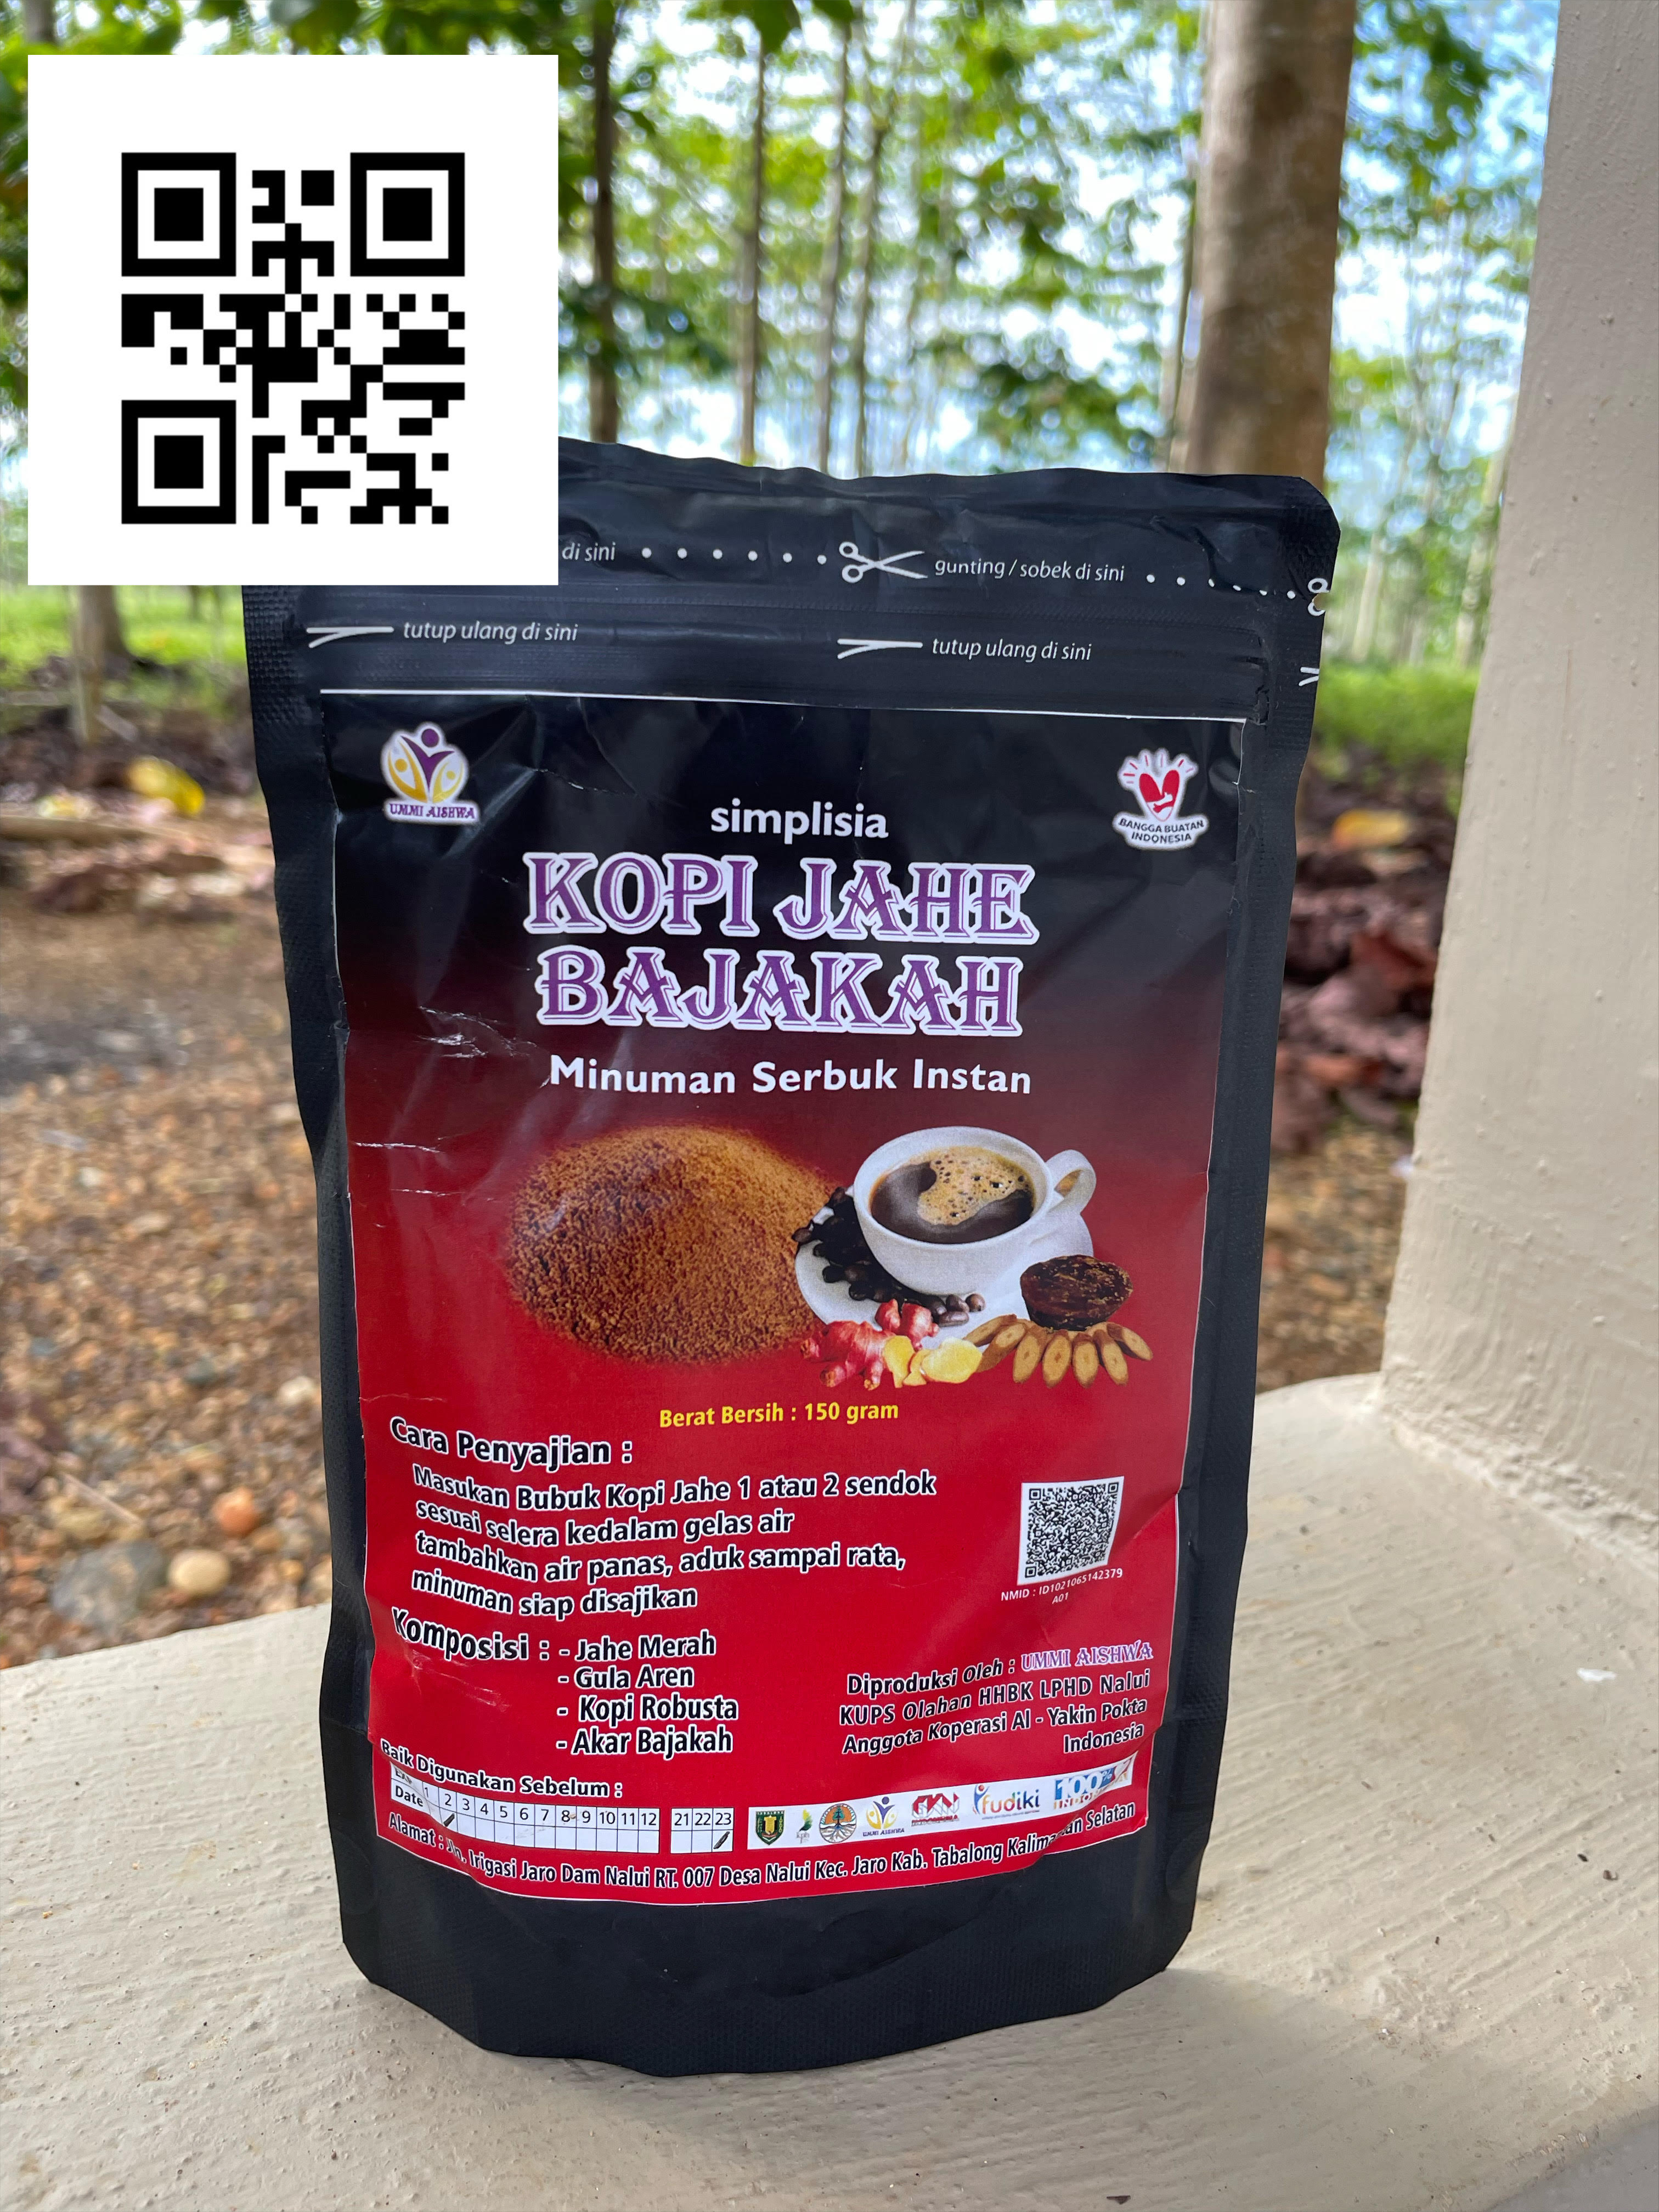 di sini
gunting / sobek di sini
tutup ulang di sini
tutup ulang di sini
UMMI AISHWA
BANGGA BUATAN
INDONESIA
simplisia
KOPI JAHE
BAJAKAH
Minuman Serbuk Instan
Berat Bersih : 150 gram
Cara Penyajian :
Masukan Bubuk Kopi Jahe 1 atau 2 sendok
sesuai selera kedalam gelas air
tambahkan air panas, aduk sampai rata,
minuman siap disajikan
NMID : ID1021065142379
A01
Komposisi : - Jahe Merah
- Gula Aren
- Kopi Robusta
- Akar Bajakah
Diproduksi Oleh : UMMI AISHWA
KUPS Olahan HHBK LPHD Nalui
Anggota Koperasi Al - Yakin Pokta
Indonesia
Baik Digunakan Sebelum :
Date 1 2 3 4 5 6 7 8 9 10 11 12 21 22 23
kph
UMMI AISHWA
fudiki
100%
Alamat : Jln. Irigasi Jaro Dam Nalui RT. 007 Desa Nalui Kec. Jaro Kab. Tabalong Kalimantan Selatan